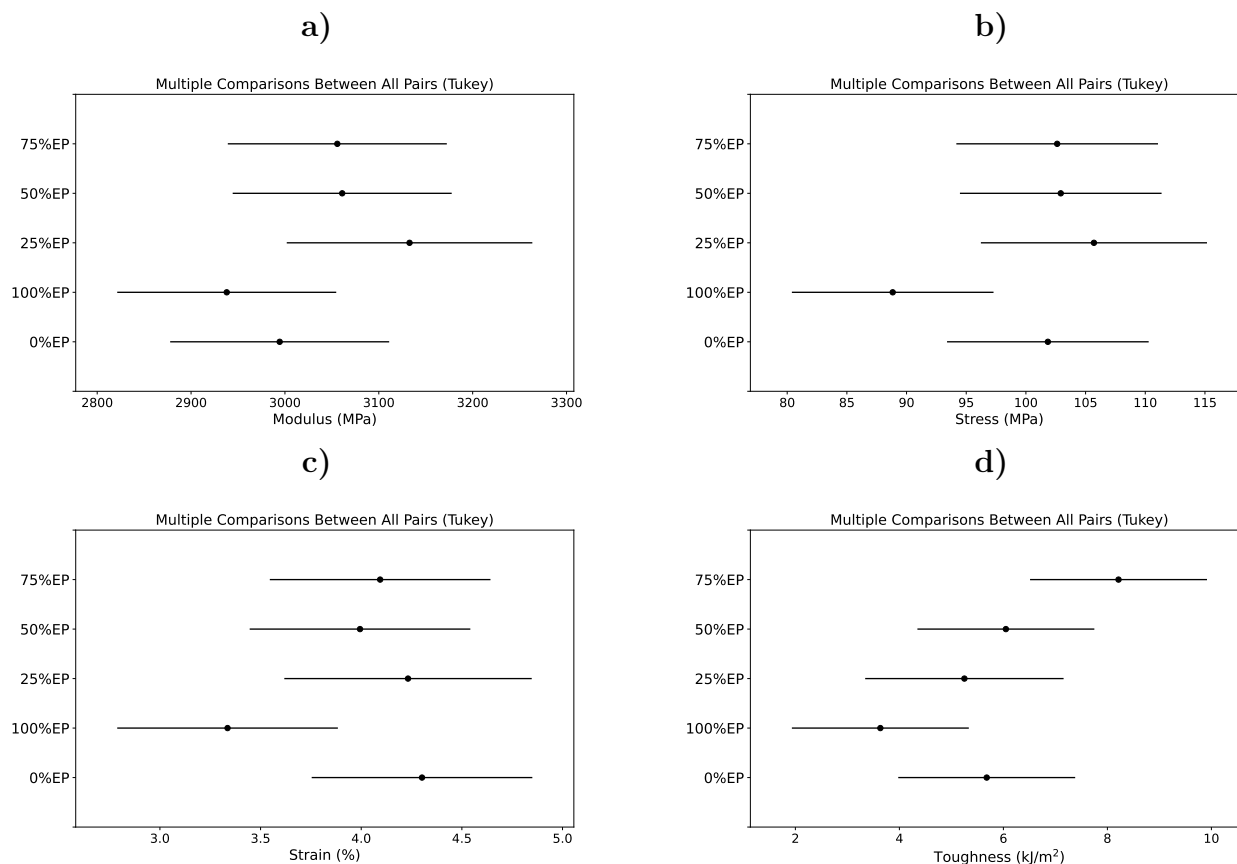 a)
Multiple Comparisons Between All Pairs (Tukey)
75%EP
50%EP
25%EP
100%EP
0%EP
2800 2900 3000 3100 3200 3300
Modulus (MPa)
b)
Multiple Comparisons Between All Pairs (Tukey)
75%EP
50%EP
25%EP
100%EP
0%EP
80 85 90 95 100 105 110 115
Stress (MPa)
c)
Multiple Comparisons Between All Pairs (Tukey)
75%EP
50%EP
25%EP
100%EP
0%EP
3.0 3.5 4.0 4.5 5.0
Strain (%)
d)
Multiple Comparisons Between All Pairs (Tukey)
75%EP
50%EP
25%EP
100%EP
0%EP
2 4 6 8 10
Toughness (kJ/m²)